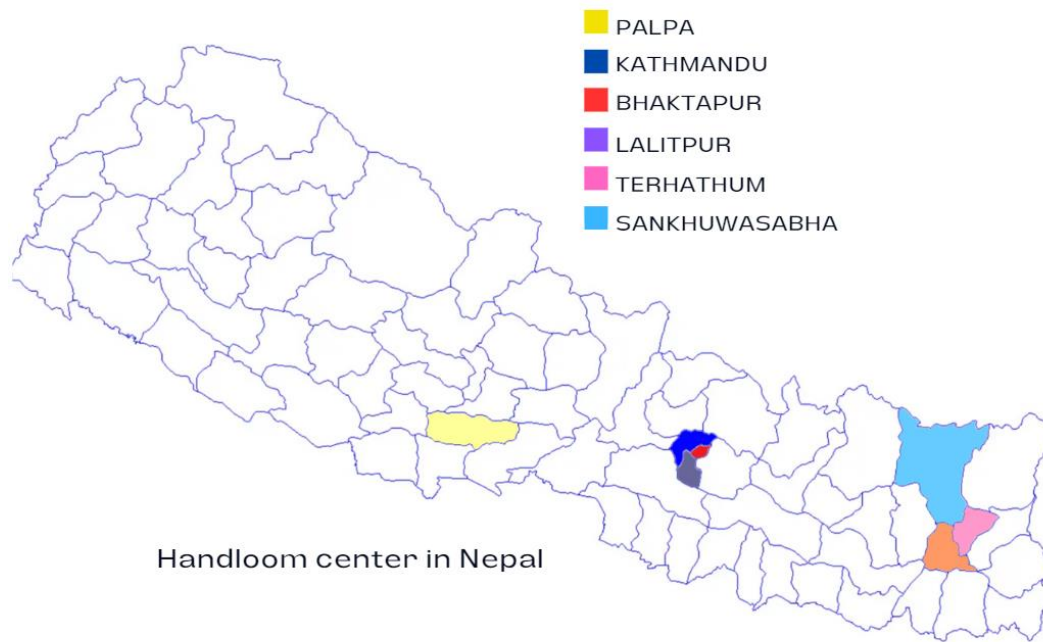 PALPA
KATHMANDU
BHAKTAPUR
LALITPUR
TERHATHUM
SANKHUWASABHA
Handloom center in Nepal